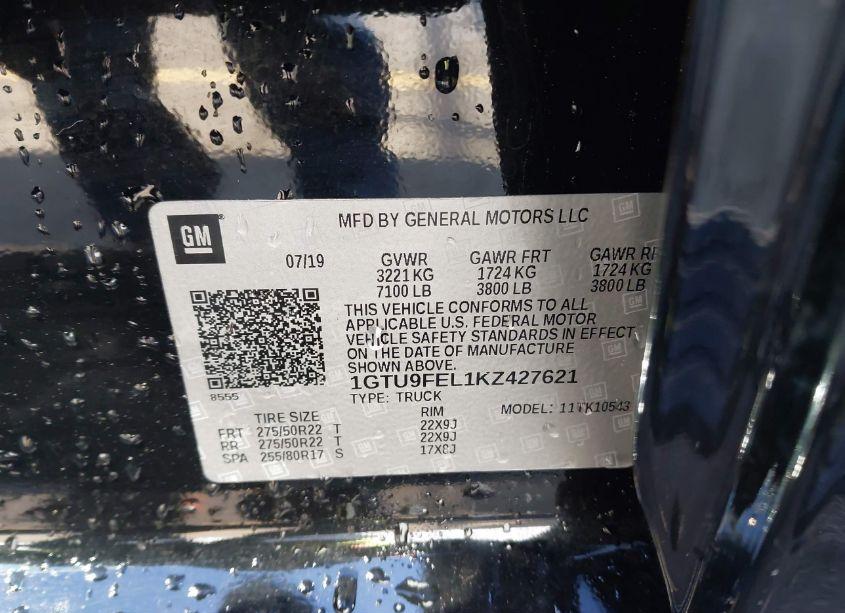 GM
MFD BY GENERAL MOTORS LLC
07/19 GVWR GAWR FRT GAWR
3221 KG 1724 KG 1724 KG
7100 LB 3800 LB 3800 LB
THIS VEHICLE CONFORMS TO ALL
APPLICABLE U.S. FEDERAL MOTOR
VEHICLE SAFETY STANDARDS IN EFFECT
ON THE DATE OF MANUFACTURE
SHOWN ABOVE.
1GTU9FEL1KZ427621
8555
TYPE: TRUCK MODEL: 11TK10543
TIRE SIZE RIM
FRT 275/50R22 T 22X9J
RR 275/50R22 T 22X9J
SPA 255/80R17 S 17X8J